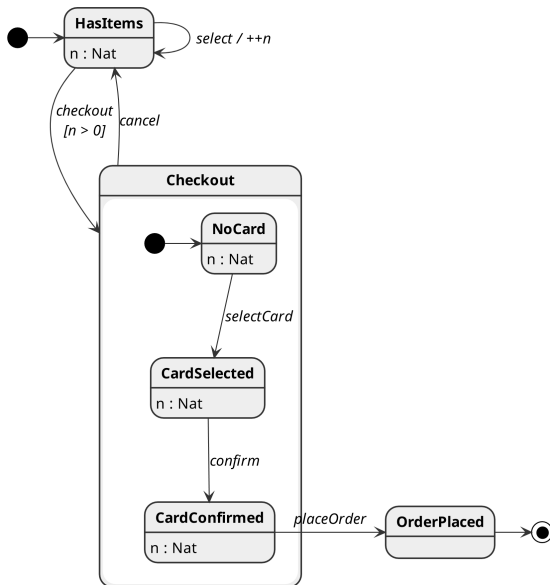 HasItems
n : Nat
select / ++n
checkout
[n > 0]
cancel
Checkout
NoCard
n : Nat
selectCard
CardSelected
n : Nat
confirm
CardConfirmed
n : Nat
placeOrder
OrderPlaced